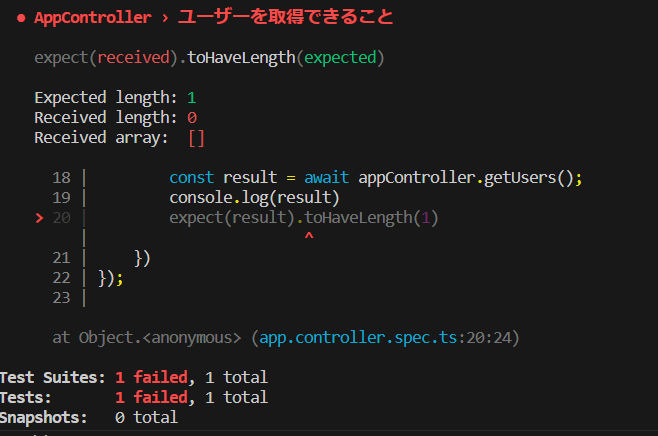 ● AppController › ユーザーを取得できること
expect(received).toHaveLength(expected)
Expected length: 1
Received length: 0
Received array:  []
18 |         const result = await appController.getUsers();
19 |         console.log(result)
> 20 |         expect(result).toHaveLength(1)
|                        ^
21 |     })
22 | });
23 |
at Object.<anonymous> (app.controller.spec.ts:20:24)
Test Suites: 1 failed, 1 total
Tests:       1 failed, 1 total
Snapshots:   0 total